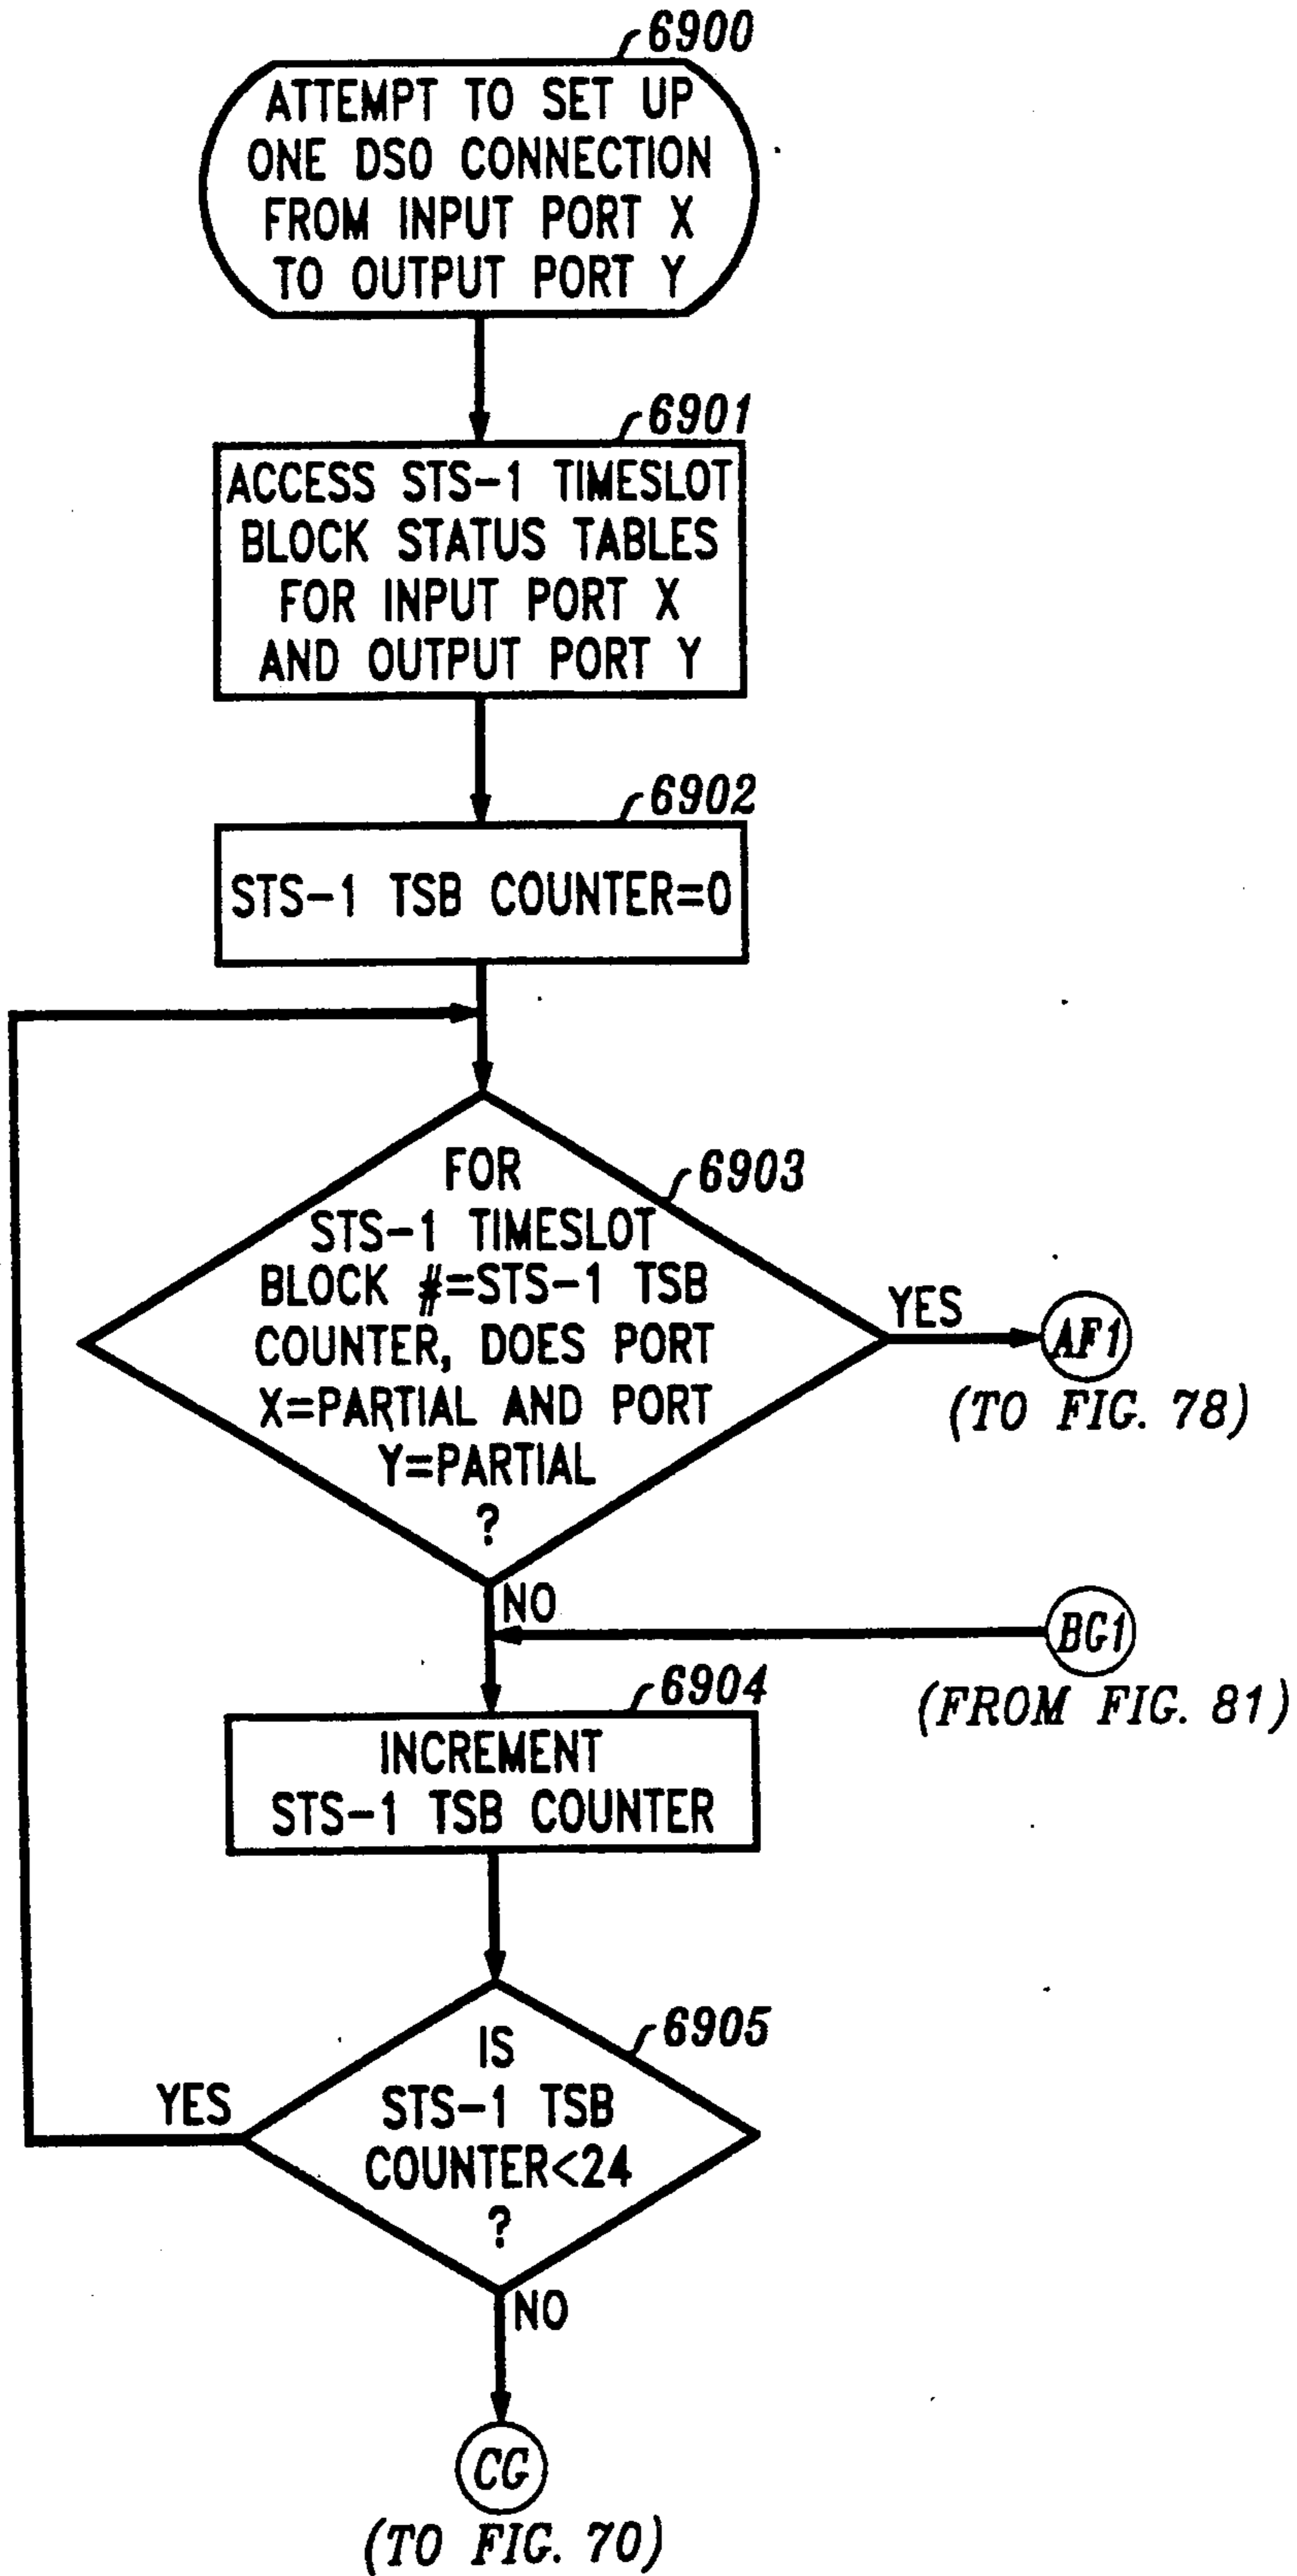 6900
ATTEMPT TO SET UP
ONE DS0 CONNECTION
FROM INPUT PORT X
TO OUTPUT PORT Y
6901
ACCESS STS-1 TIMESLOT
BLOCK STATUS TABLES
FOR INPUT PORT X
AND OUTPUT PORT Y
6902
STS-1 TSB COUNTER=0
6903
FOR
STS-1 TIMESLOT
BLOCK #=STS-1 TSB
COUNTER, DOES PORT
X=PARTIAL AND PORT
Y=PARTIAL
?
YES
AF1
(TO FIG. 78)
NO
BG1
(FROM FIG. 81)
6904
INCREMENT
STS-1 TSB COUNTER
6905
IS
STS-1 TSB
COUNTER<24
?
YES
NO
CG
(TO FIG. 70)